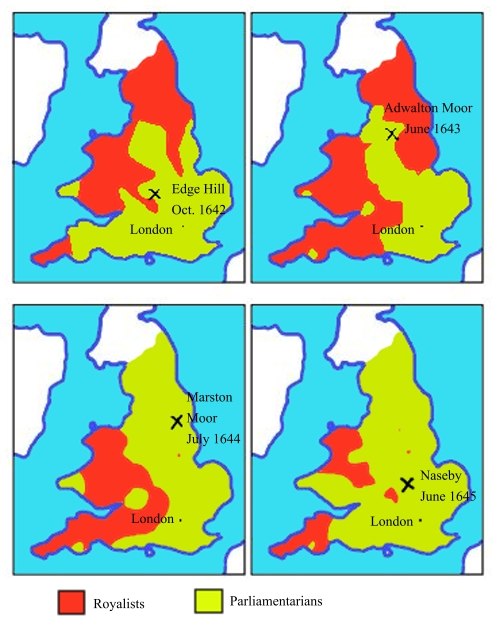 Edge Hill
Oct. 1642
London
Adwalton Moor
June 1643
London
Marston
Moor
July 1644
London
Naseby
June 1645
London
Royalists
Parliamentarians